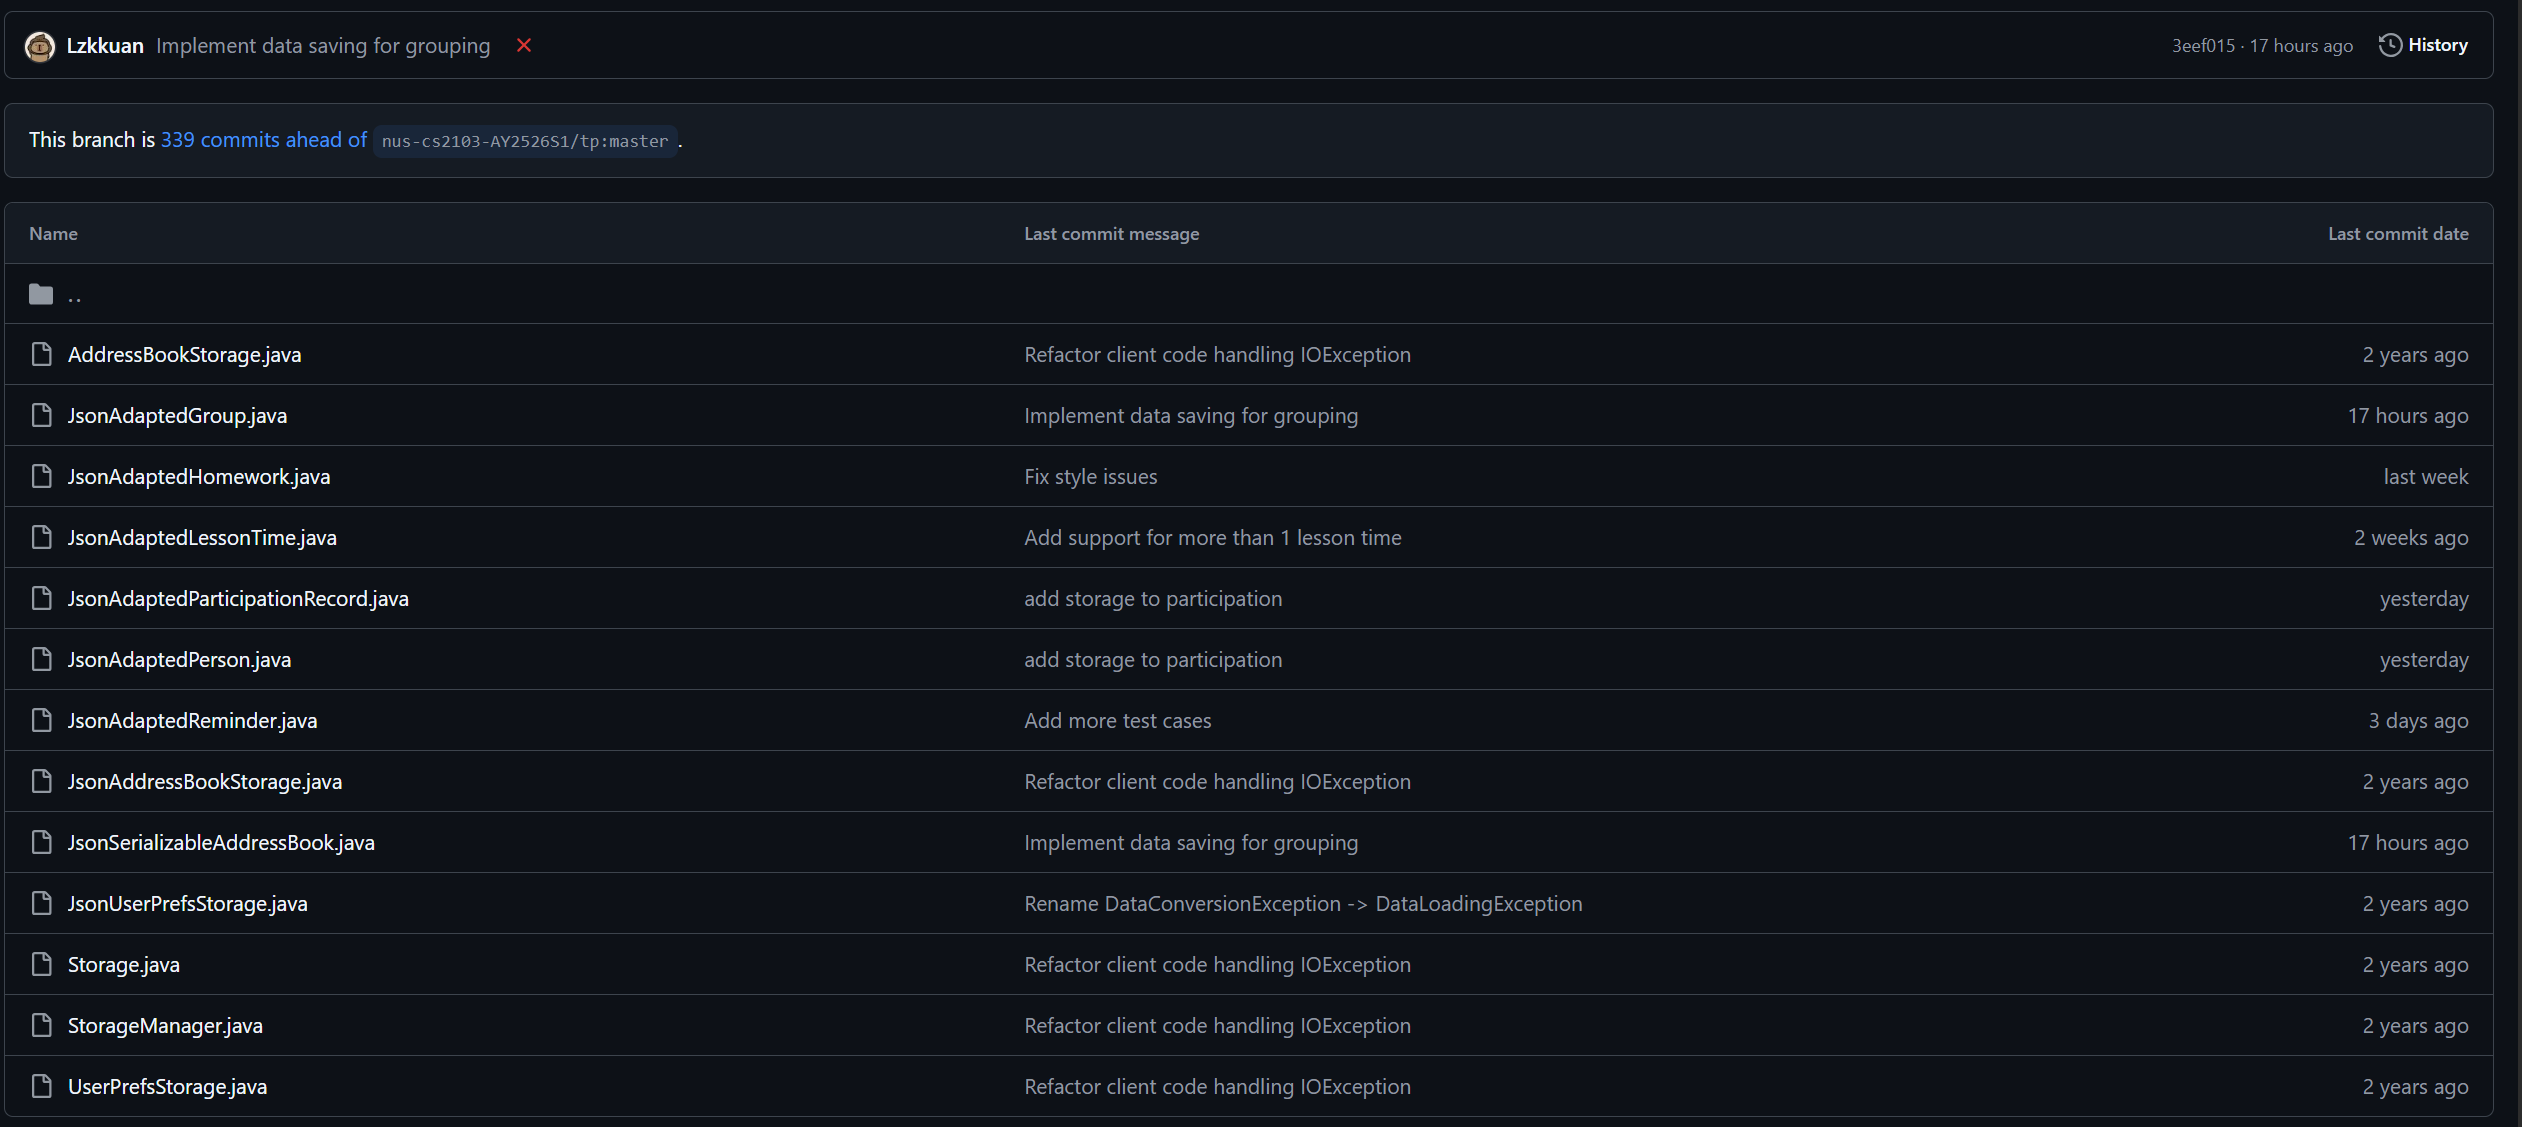 Lzkkuan Implement data saving for grouping 3eef015 · 17 hours ago History
This branch is 339 commits ahead of nus-cs2103-AY2526S1/tp:master .
Name Last commit message Last commit date
..
AddressBookStorage.java Refactor client code handling IOException 2 years ago
JsonAdaptedGroup.java Implement data saving for grouping 17 hours ago
JsonAdaptedHomework.java Fix style issues last week
JsonAdaptedLessonTime.java Add support for more than 1 lesson time 2 weeks ago
JsonAdaptedParticipationRecord.java add storage to participation yesterday
JsonAdaptedPerson.java add storage to participation yesterday
JsonAdaptedReminder.java Add more test cases 3 days ago
JsonAddressBookStorage.java Refactor client code handling IOException 2 years ago
JsonSerializableAddressBook.java Implement data saving for grouping 17 hours ago
JsonUserPrefsStorage.java Rename DataConversionException -> DataLoadingException 2 years ago
Storage.java Refactor client code handling IOException 2 years ago
StorageManager.java Refactor client code handling IOException 2 years ago
UserPrefsStorage.java Refactor client code handling IOException 2 years ago